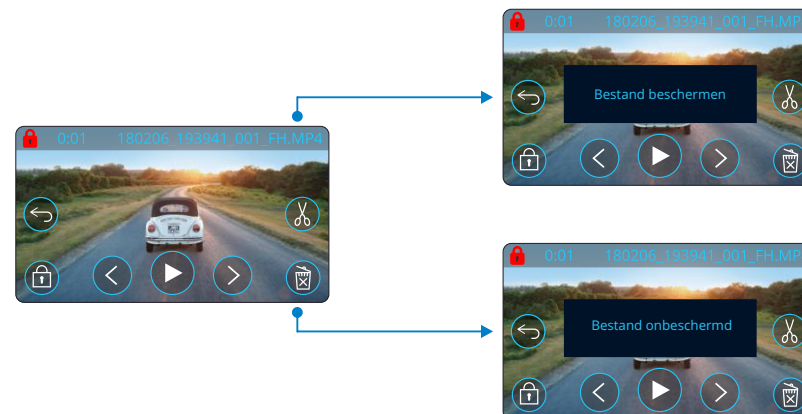 0:01 180206_193941_001_FH.MP4
0:01 180206_193941_001_FH.MP
Bestand beschermen
0:01 180206_193941_001_FH.MP
Bestand onbeschermd